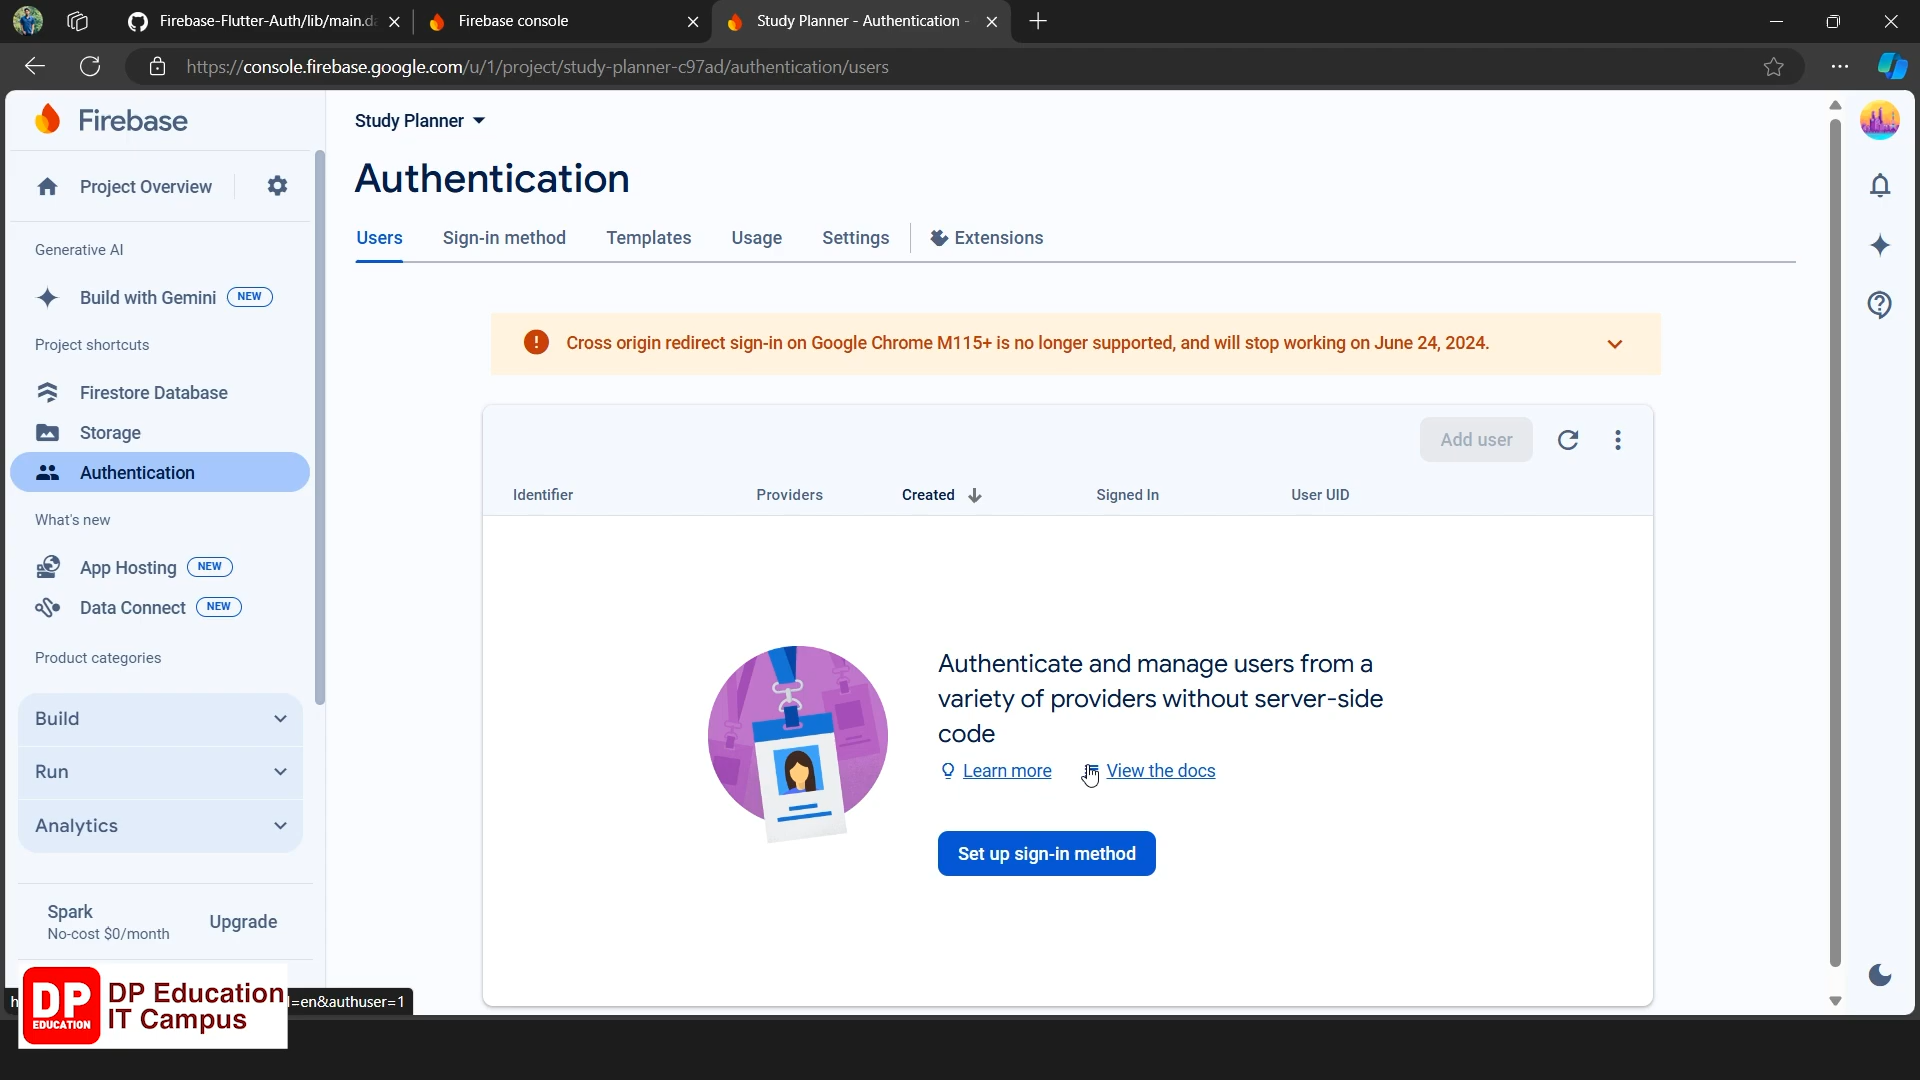 Firebase-Flutter-Auth/lib/main.da
Firebase console
Study Planner - Authentication -
https://console.firebase.google.com/u/1/project/study-planner-c97ad/authentication/users
Firebase
Project Overview
Generative AI
Build with Gemini NEW
Project shortcuts
Firestore Database
Storage
Authentication
What's new
App Hosting NEW
Data Connect NEW
Product categories
Build
Run
Analytics
Spark
No-cost $0/month
Upgrade
Study Planner
Authentication
Users Sign-in method Templates Usage Settings Extensions
Cross origin redirect sign-in on Google Chrome M115+ is no longer supported, and will stop working on June 24, 2024.
Add user
Identifier Providers Created Signed In User UID
Authenticate and manage users from a
variety of providers without server-side
code
Learn more View the docs
Set up sign-in method
l=en&authuser=1
DP
EDUCATION
DP Education
IT Campus